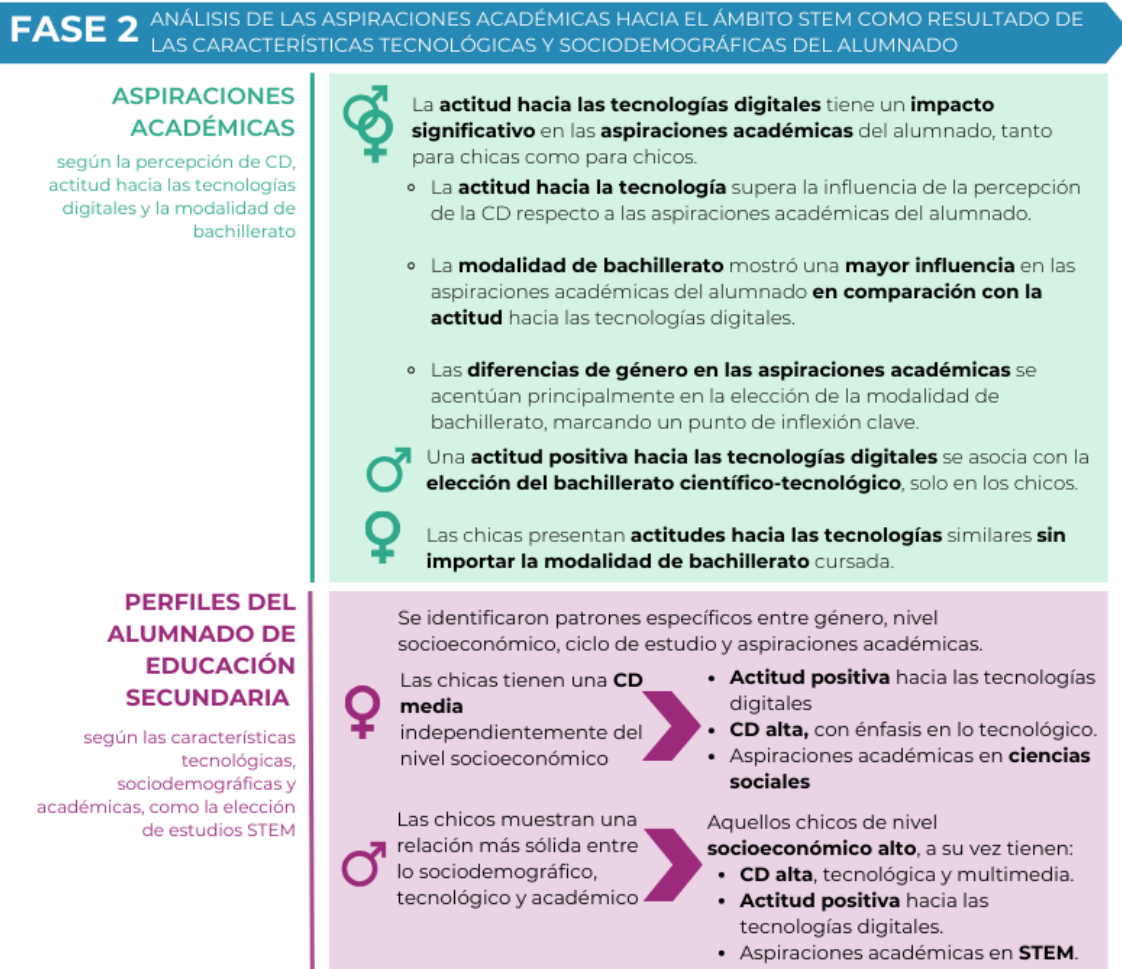 FASE 2
ANÁLISIS DE LAS ASPIRACIONES ACADÉMICAS HACIA EL ÁMBITO STEM COMO RESULTADO DE
LAS CARACTERÍSTICAS TECNOLÓGICAS Y SOCIODEMOGRÁFICAS DEL ALUMNADO
ASPIRACIONES
ACADÉMICAS
según la percepción de CD,
actitud hacia las tecnologías
digitales y la modalidad de
bachillerato
La actitud hacia las tecnologías digitales tiene un impacto
significativo en las aspiraciones académicas del alumnado, tanto
para chicas como para chicos.
La actitud hacia la tecnología supera la influencia de la percepción
de la CD respecto a las aspiraciones académicas del alumnado.
La modalidad de bachillerato mostró una mayor influencia en las
aspiraciones académicas del alumnado en comparación con la
actitud hacia las tecnologías digitales.
Las diferencias de género en las aspiraciones académicas se
acentúan principalmente en la elección de la modalidad de
bachillerato, marcando un punto de inflexión clave.
Una actitud positiva hacia las tecnologías digitales se asocia con la
elección del bachillerato científico-tecnológico, solo en los chicos.
Las chicas presentan actitudes hacia las tecnologías similares sin
importar la modalidad de bachillerato cursada.
PERFILES DEL
ALUMNADO DE
EDUCACIÓN
SECUNDARIA
según las características
tecnológicas,
sociodemográficas y
académicas, como la elección
de estudios STEM
Se identificaron patrones específicos entre género, nivel
socioeconómico, ciclo de estudio y aspiraciones académicas.
Las chicas tienen una CD
media
independientemente del
nivel socioeconómico
Actitud positiva hacia las tecnologías
digitales
CD alta, con énfasis en lo tecnológico.
Aspiraciones académicas en ciencias
sociales
Las chicos muestran una
relación más sólida entre
lo sociodemográfico,
tecnológico y académico
Aquellos chicos de nivel
socioeconómico alto, a su vez tienen:
CD alta, tecnológica y multimedia.
Actitud positiva hacia las
tecnologías digitales.
Aspiraciones académicas en STEM.